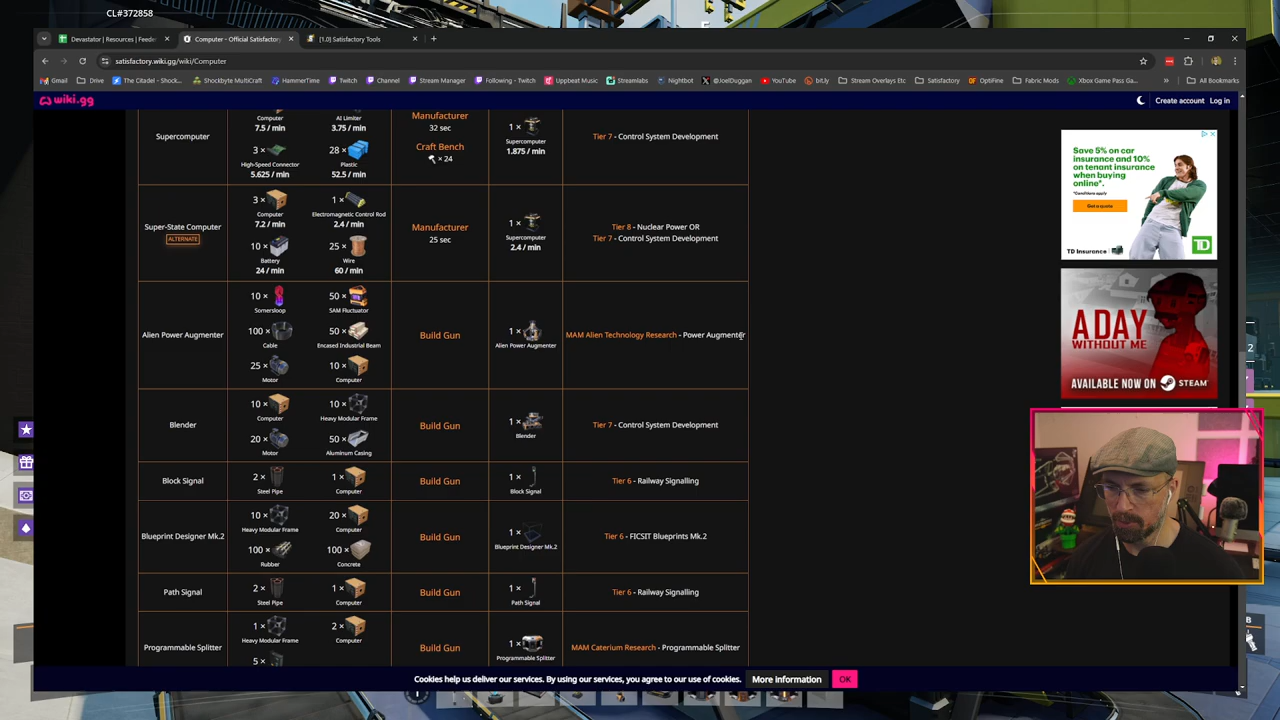 CL#372858
Devastator | Resources | Feede
Computer - Official Satisfactory
[1.0] Satisfactory Tools
satisfactory.wiki.gg/wiki/Computer
Gmail
Drive
The Citadel - Shock...
Shockbyte MultiCraft
HammerTime
Twitch
Channel
Stream Manager
Following - Twitch
Uppbeat Music
Streamlabs
Nightbot
@JoelDuggan
YouTube
bitly
Stream Overlays Etc
Satisfactory
OptiFine
Fabric Mods
Xbox Game Pass Ga...
All Bookmarks
wiki.gg
Create account
Log in
Supercomputer
Computer
7.5 / min
AI Limiter
3.75 / min
3 ×
High-Speed Connector
5.625 / min
28 ×
Plastic
52.5 / min
Manufacturer
32 sec
Craft Bench
× 24
1 ×
Supercomputer
1.875 / min
Tier 7 - Control System Development
Super-State Computer
ALTERNATE
3 ×
Computer
7.2 / min
1 ×
Electromagnetic Control Rod
2.4 / min
10 ×
Battery
24 / min
25 ×
Wire
60 / min
Manufacturer
25 sec
1 ×
Supercomputer
2.4 / min
Tier 8 - Nuclear Power OR
Tier 7 - Control System Development
Alien Power Augmenter
10 ×
Somersloop
50 ×
SAM Fluctuator
100 ×
Cable
50 ×
Encased Industrial Beam
25 ×
Motor
10 ×
Computer
Build Gun
1 ×
Alien Power Augmenter
MAM Alien Technology Research - Power Augmenter
Blender
10 ×
Computer
10 ×
Heavy Modular Frame
20 ×
Motor
50 ×
Aluminum Casing
Build Gun
1 ×
Blender
Tier 7 - Control System Development
Block Signal
2 ×
Steel Pipe
1 ×
Computer
Build Gun
1 ×
Block Signal
Tier 6 - Railway Signalling
Blueprint Designer Mk.2
10 ×
Heavy Modular Frame
20 ×
Computer
100 ×
Rubber
100 ×
Concrete
Build Gun
1 ×
Blueprint Designer Mk.2
Tier 6 - FICSIT Blueprints Mk.2
Path Signal
2 ×
Steel Pipe
1 ×
Computer
Build Gun
1 ×
Path Signal
Tier 6 - Railway Signalling
Programmable Splitter
1 ×
Heavy Modular Frame
2 ×
Computer
5 ×
Build Gun
1 ×
Programmable Splitter
MAM Caterium Research - Programmable Splitter
Save 5% on car
insurance and 10%
on tenant insurance
when buying
online*.
*Conditions apply
Get a quote
TD Insurance
TD
A DAY
WITHOUT ME
AVAILABLE NOW ON STEAM
Cookies help us deliver our services. By using our services, you agree to our use of cookies.
More information
OK